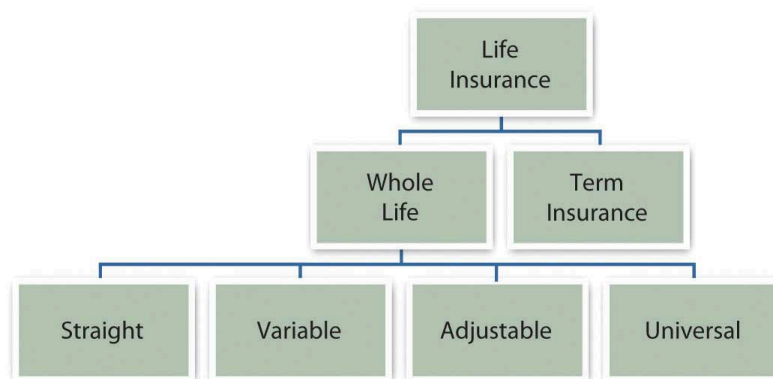 Life
Insurance
Whole
Life
Term
Insurance
Straight
Variable
Adjustable
Universal